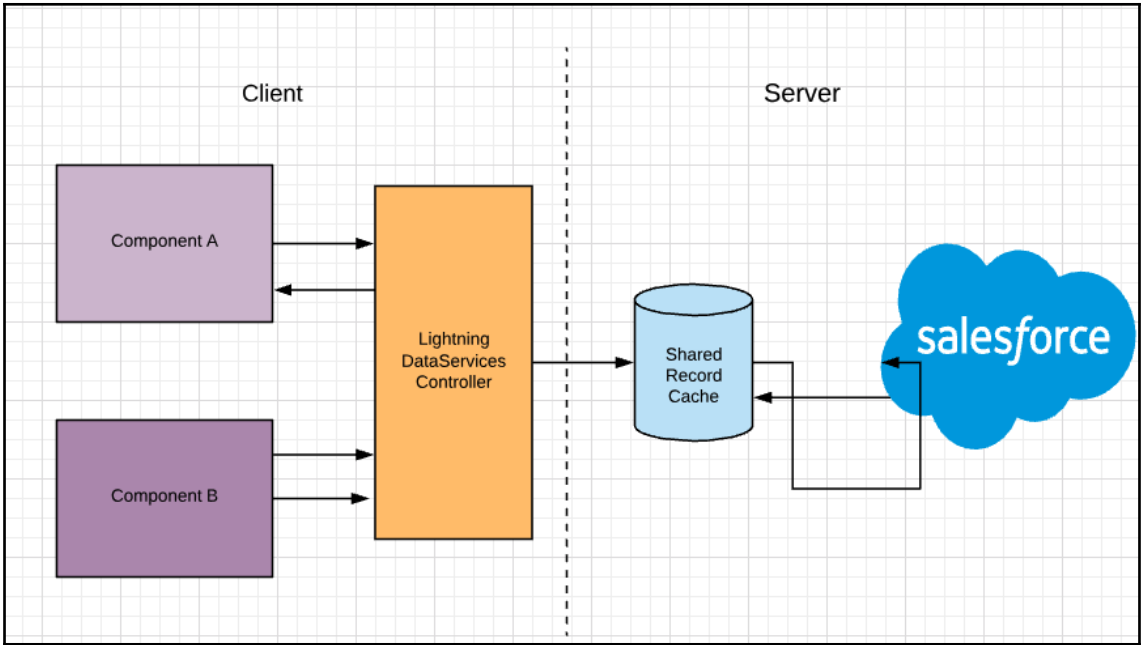 Client
Server
Component A
Lightning
DataServices
Controller
Shared
Record
Cache
salesforce
Component B